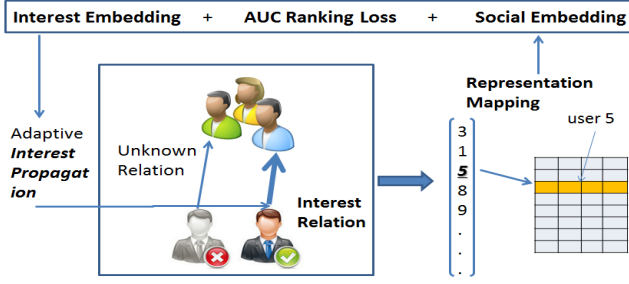 Interest Embedding + AUC Ranking Loss + Social Embedding
Adaptive
Interest
Propagat
ion
Unknown
Relation
Interest
Relation
3
1
5
8
9
.
.
.
Representation
Mapping
user 5